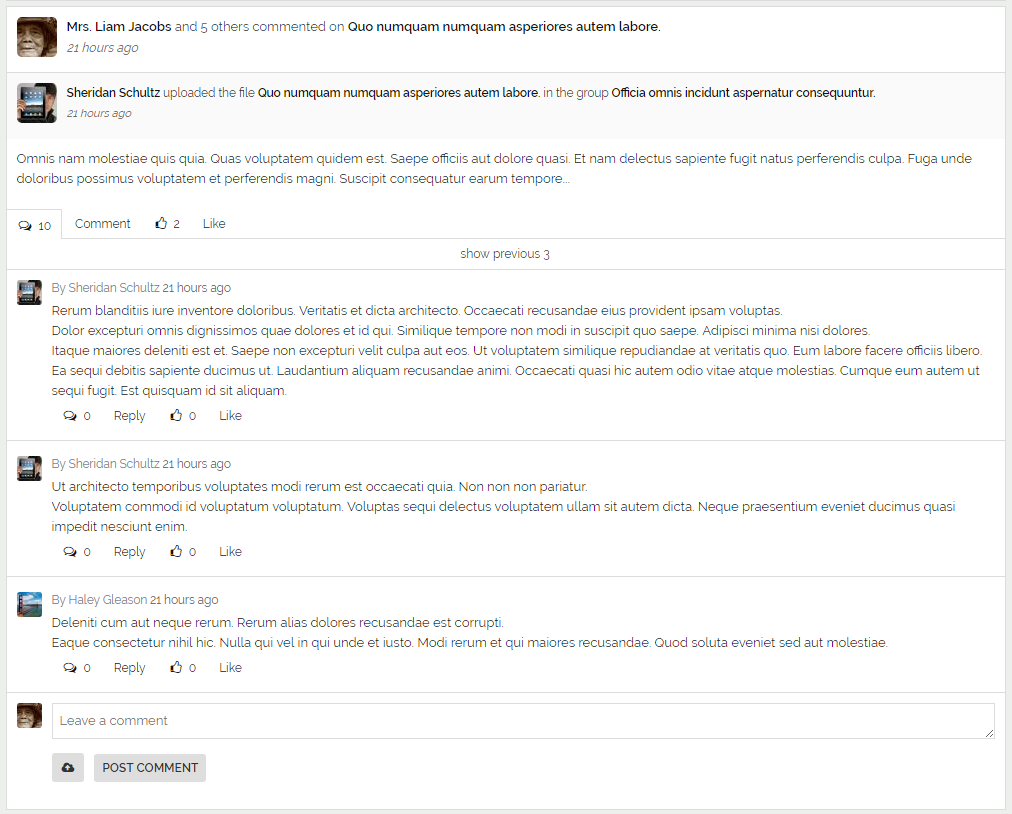 Mrs. Liam Jacobs and 5 others commented on Quo numquam numquam asperiores autem labore.
21 hours ago
Sheridan Schultz uploaded the file Quo numquam numquam asperiores autem labore. in the group Officia omnis incidunt aspernatur consequuntur.
21 hours ago
Omnis nam molestiae quis quia. Quas voluptatem quidem est. Saepe officiis aut dolore quasi. Et nam delectus sapiente fugit natus perferendis culpa. Fuga unde
doloribus possimus voluptatem et perferendis magni. Suscipit consequatur earum tempore...
10 Comment 2 Like
show previous 3
By Sheridan Schultz 21 hours ago
Rerum blanditiis iure inventore doloribus. Veritatis et dicta architecto. Occaecati recusandae eius provident ipsam voluptas.
Dolor excepturi omnis dignissimos quae dolores et id qui. Similique tempore non modi in suscipit quo saepe. Adipisci minima nisi dolores.
Itaque maiores deleniti est et. Saepe non excepturi velit culpa aut eos. Ut voluptatem similique repudiandae at veritatis quo. Eum labore facere officiis libero.
Ea sequi debitis sapiente ducimus ut. Laudantium aliquam recusandae animi. Occaecati quasi hic autem odio vitae atque molestias. Cumque eum autem ut
sequi fugit. Est quisquam id sit aliquam.
0 Reply 0 Like
By Sheridan Schultz 21 hours ago
Ut architecto temporibus voluptates modi rerum est occaecati quia. Non non non pariatur.
Voluptatem commodi id voluptatum voluptatum. Voluptas sequi delectus voluptatem ullam sit autem dicta. Neque praesentium eveniet ducimus quasi
impedit nesciunt enim.
0 Reply 0 Like
By Haley Gleason 21 hours ago
Deleniti cum aut neque rerum. Rerum alias dolores recusandae est corrupti.
Eaque consectetur nihil hic. Nulla qui vel in qui unde et iusto. Modi rerum et qui maiores recusandae. Quod soluta eveniet sed aut molestiae.
0 Reply 0 Like
Leave a comment
POST COMMENT